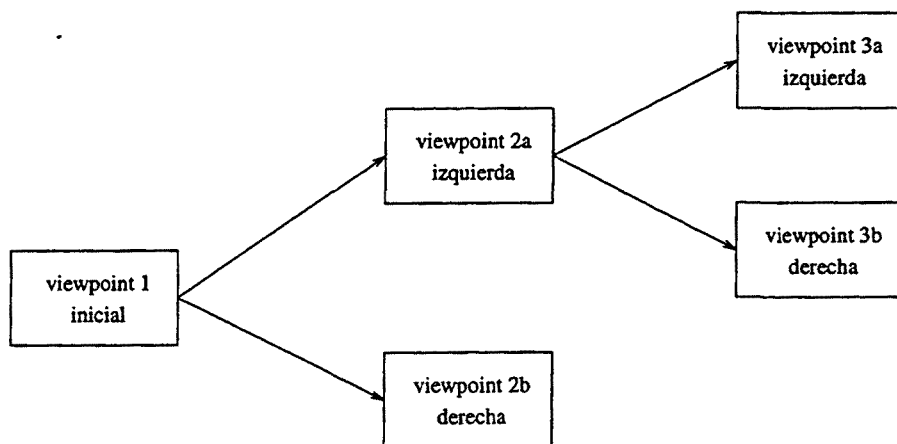 viewpoint 3a
izquierda
viewpoint 2a
izquierda
viewpoint 3b
derecha
viewpoint 1
inicial
viewpoint 2b
derecha